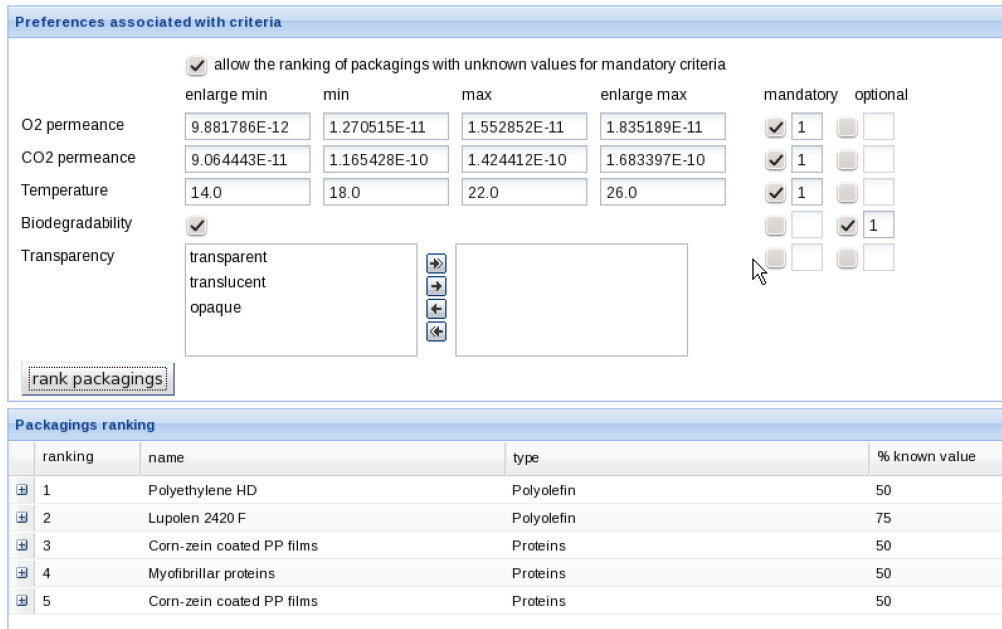 Preferences associated with criteria
allow the ranking of packagings with unknown values for mandatory criteria
enlarge min min max enlarge max mandatory optional
O2 permeance 9.881786E-12 1.270515E-11 1.552852E-11 1.835189E-11 1
CO2 permeance 9.064443E-11 1.165428E-10 1.424412E-10 1.683397E-10 1
Temperature 14.0 18.0 22.0 26.0 1
Biodegradability 1
Transparency transparent
translucent
opaque
rank packagings
Packagings ranking
ranking name type % known value
1 Polyethylene HD Polyolefin 50
2 Lupolen 2420 F Polyolefin 75
3 Corn-zein coated PP films Proteins 50
4 Myofibrillar proteins Proteins 50
5 Corn-zein coated PP films Proteins 50